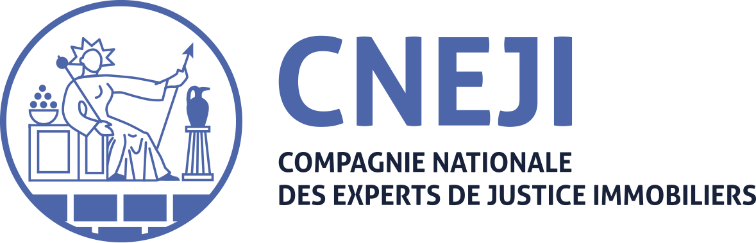 CNEJI
COMPAGNIE NATIONALE
DES EXPERTS DE JUSTICE IMMOBILIERS